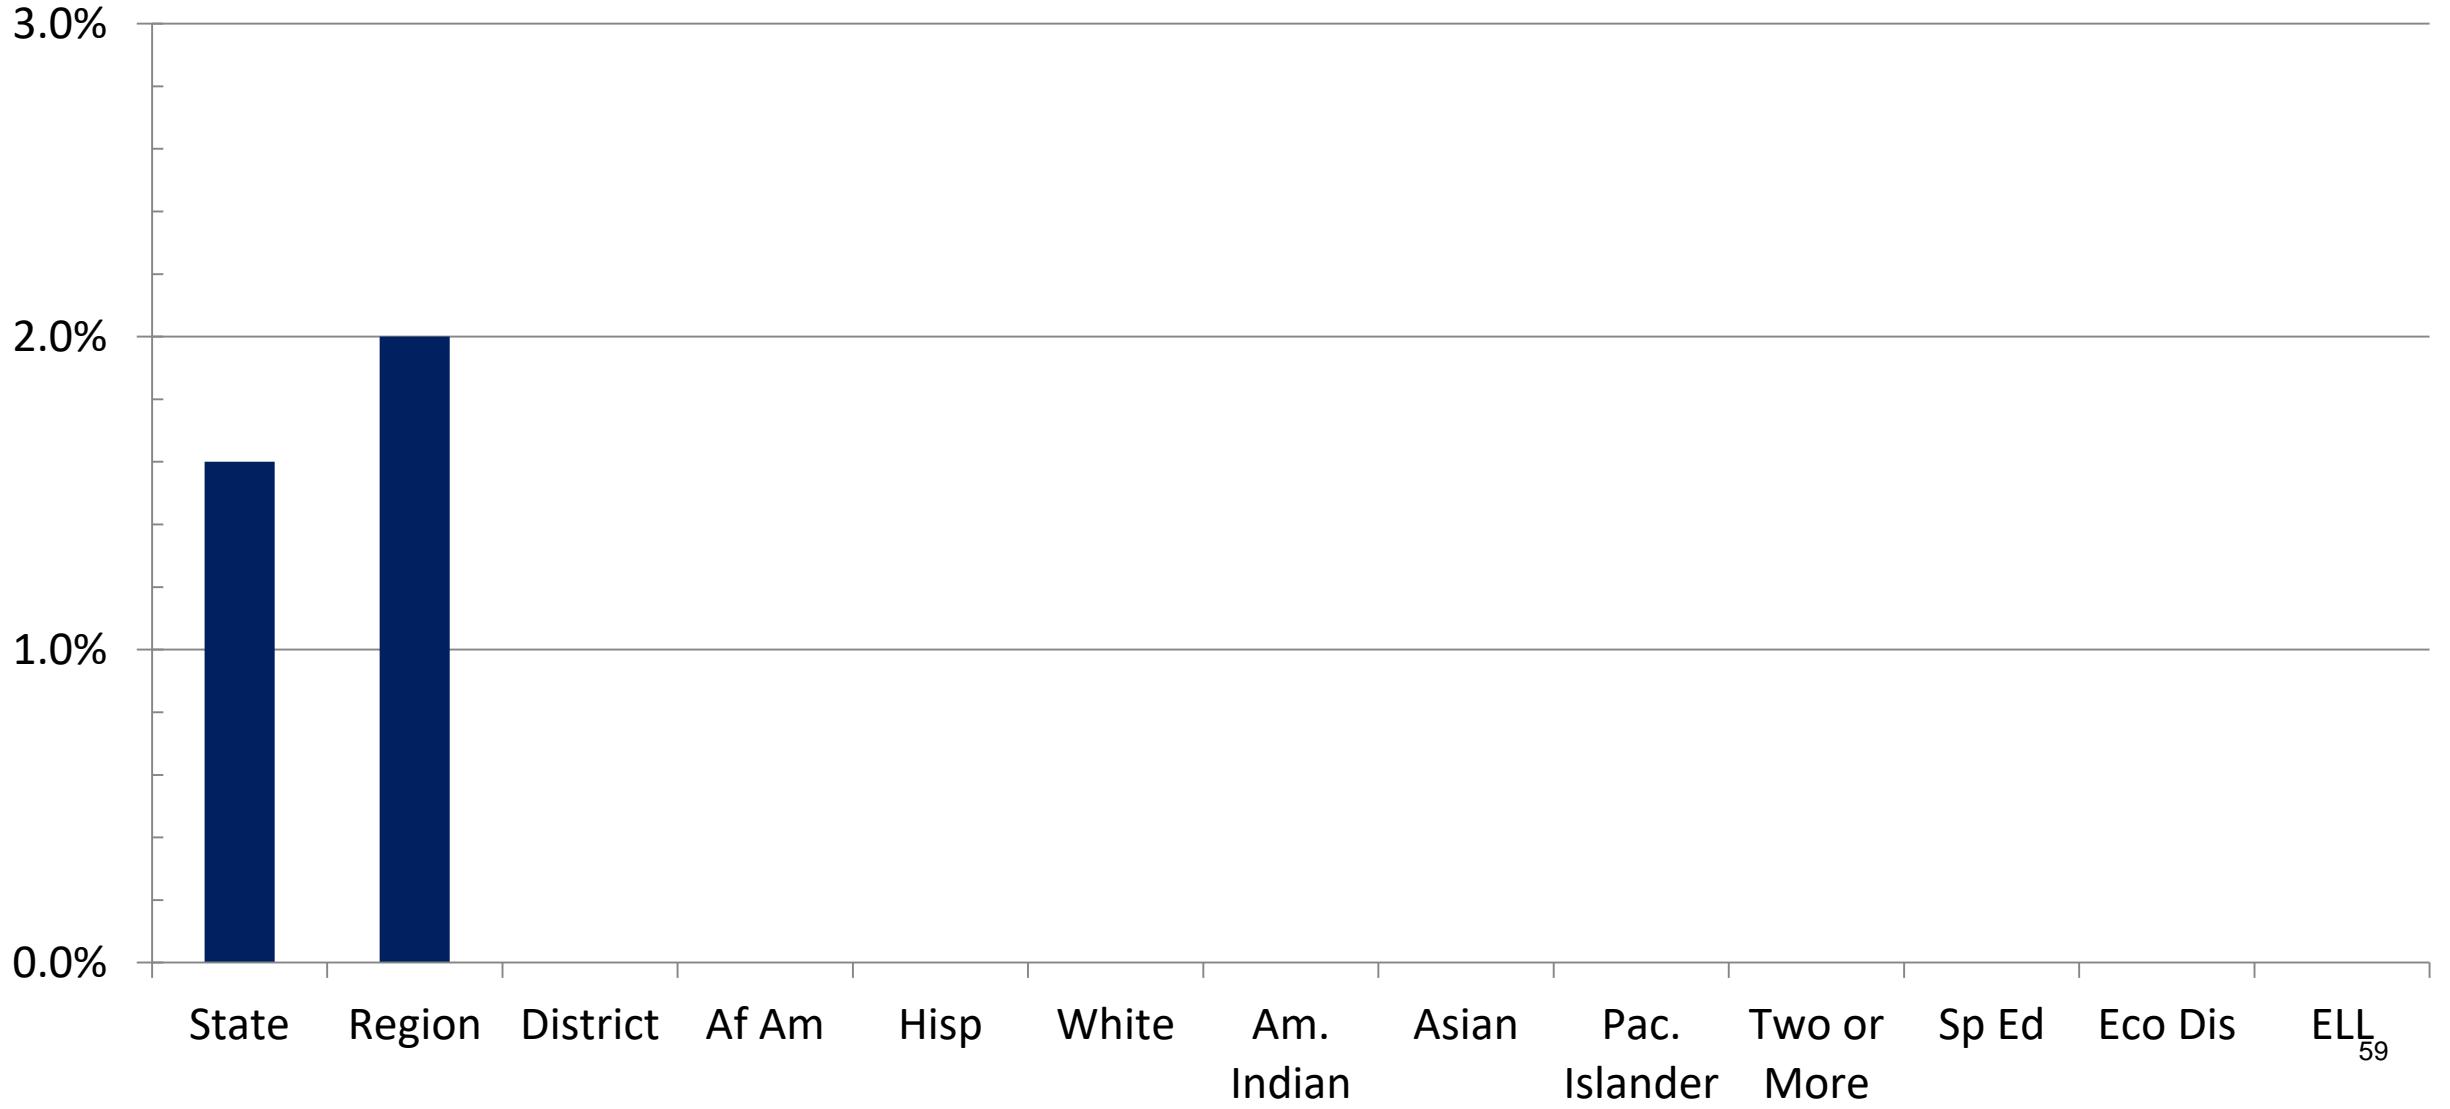 3.0%
2.0%
1.0%
0.0%
State
Region
District
Af Am
Hisp
White
Am.
Indian
Asian
Pac.
Islander
Two or
More
Sp Ed
Eco Dis
ELL
59